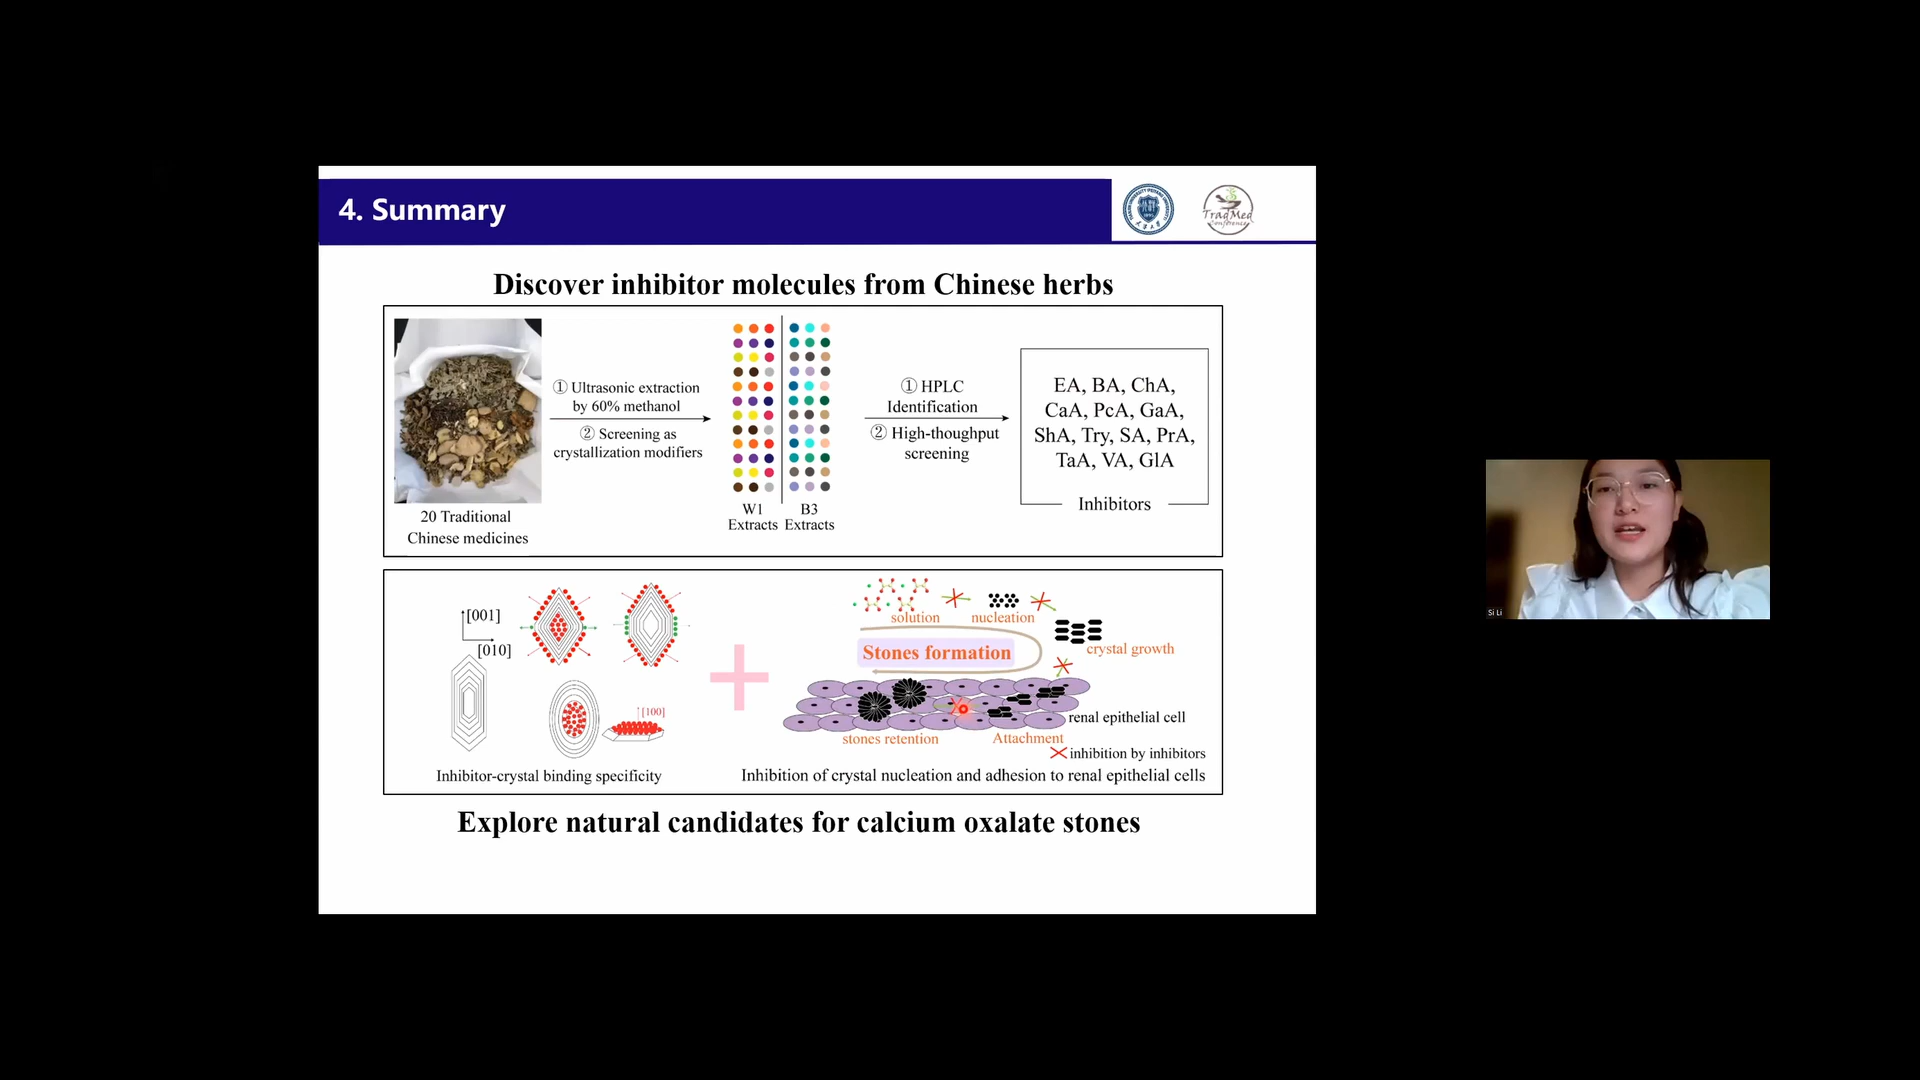 4. Summary
TradMed
Conference
Discover inhibitor molecules from Chinese herbs
20 Traditional
Chinese medicines
① Ultrasonic extraction
by 60% methanol
② Screening as
crystallization modifiers
W1
Extracts
B3
Extracts
① HPLC
Identification
② High-thoughput
screening
EA, BA, ChA,
CaA, PcA, GaA,
ShA, Try, SA, PrA,
TaA, VA, GlA
Inhibitors
[001]
[010]
[100]
Inhibitor-crystal binding specificity
solution
nucleation
crystal growth
Stones formation
renal epithelial cell
stones retention
Attachment
inhibition by inhibitors
Inhibition of crystal nucleation and adhesion to renal epithelial cells
Explore natural candidates for calcium oxalate stones
Si Li